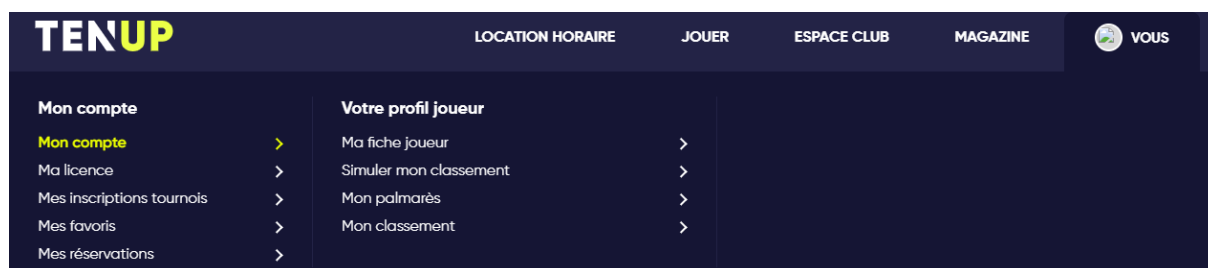 TENUP
LOCATION HORAIRE
JOUER
ESPACE CLUB
MAGAZINE
VOUS
Mon compte
Mon compte
Ma licence
Mes inscriptions tournois
Mes favoris
Mes réservations
Votre profil joueur
Ma fiche joueur
Simuler mon classement
Mon palmarès
Mon classement